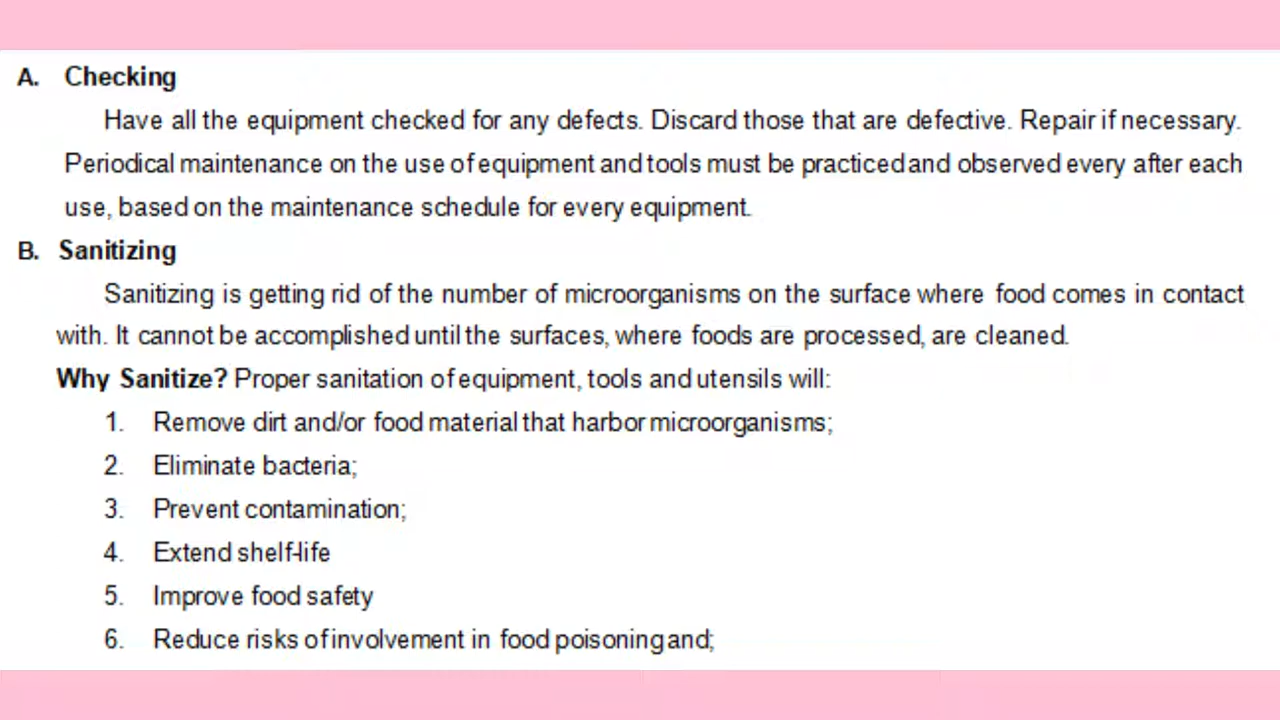 A. Checking
Have all the equipment checked for any defects. Discard those that are defective. Repair if necessary.
Periodical maintenance on the use of equipment and tools must be practiced and observed every after each
use, based on the maintenance schedule for every equipment.
B. Sanitizing
Sanitizing is getting rid of the number of microorganisms on the surface where food comes in contact
with. It cannot be accomplished until the surfaces, where foods are processed, are cleaned.
Why Sanitize? Proper sanitation of equipment, tools and utensils will:
1. Remove dirt and/or food material that harbor microorganisms;
2. Eliminate bacteria;
3. Prevent contamination;
4. Extend shelf-life
5. Improve food safety
6. Reduce risks of involvement in food poisoning and;